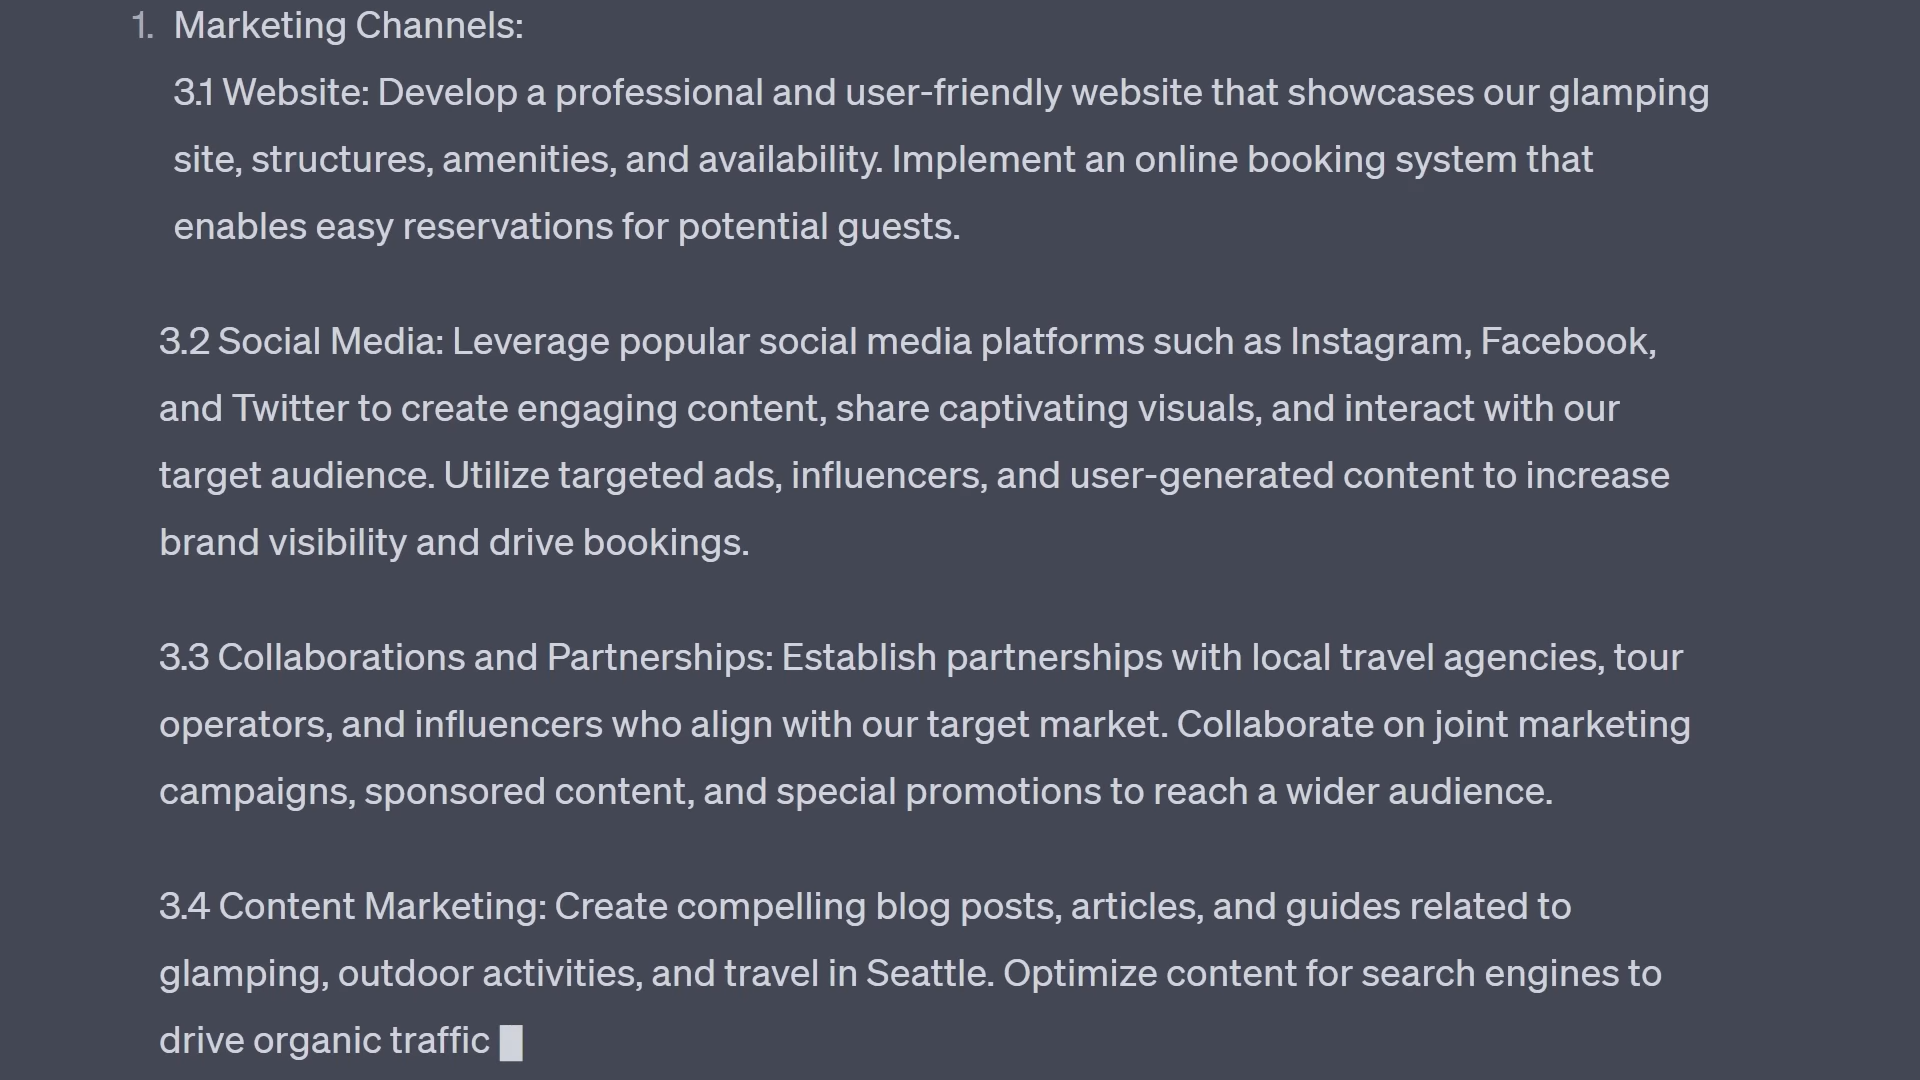 1. Marketing Channels:
3.1 Website: Develop a professional and user-friendly website that showcases our glamping
site, structures, amenities, and availability. Implement an online booking system that
enables easy reservations for potential guests.
3.2 Social Media: Leverage popular social media platforms such as Instagram, Facebook,
and Twitter to create engaging content, share captivating visuals, and interact with our
target audience. Utilize targeted ads, influencers, and user-generated content to increase
brand visibility and drive bookings.
3.3 Collaborations and Partnerships: Establish partnerships with local travel agencies, tour
operators, and influencers who align with our target market. Collaborate on joint marketing
campaigns, sponsored content, and special promotions to reach a wider audience.
3.4 Content Marketing: Create compelling blog posts, articles, and guides related to
glamping, outdoor activities, and travel in Seattle. Optimize content for search engines to
drive organic traffic